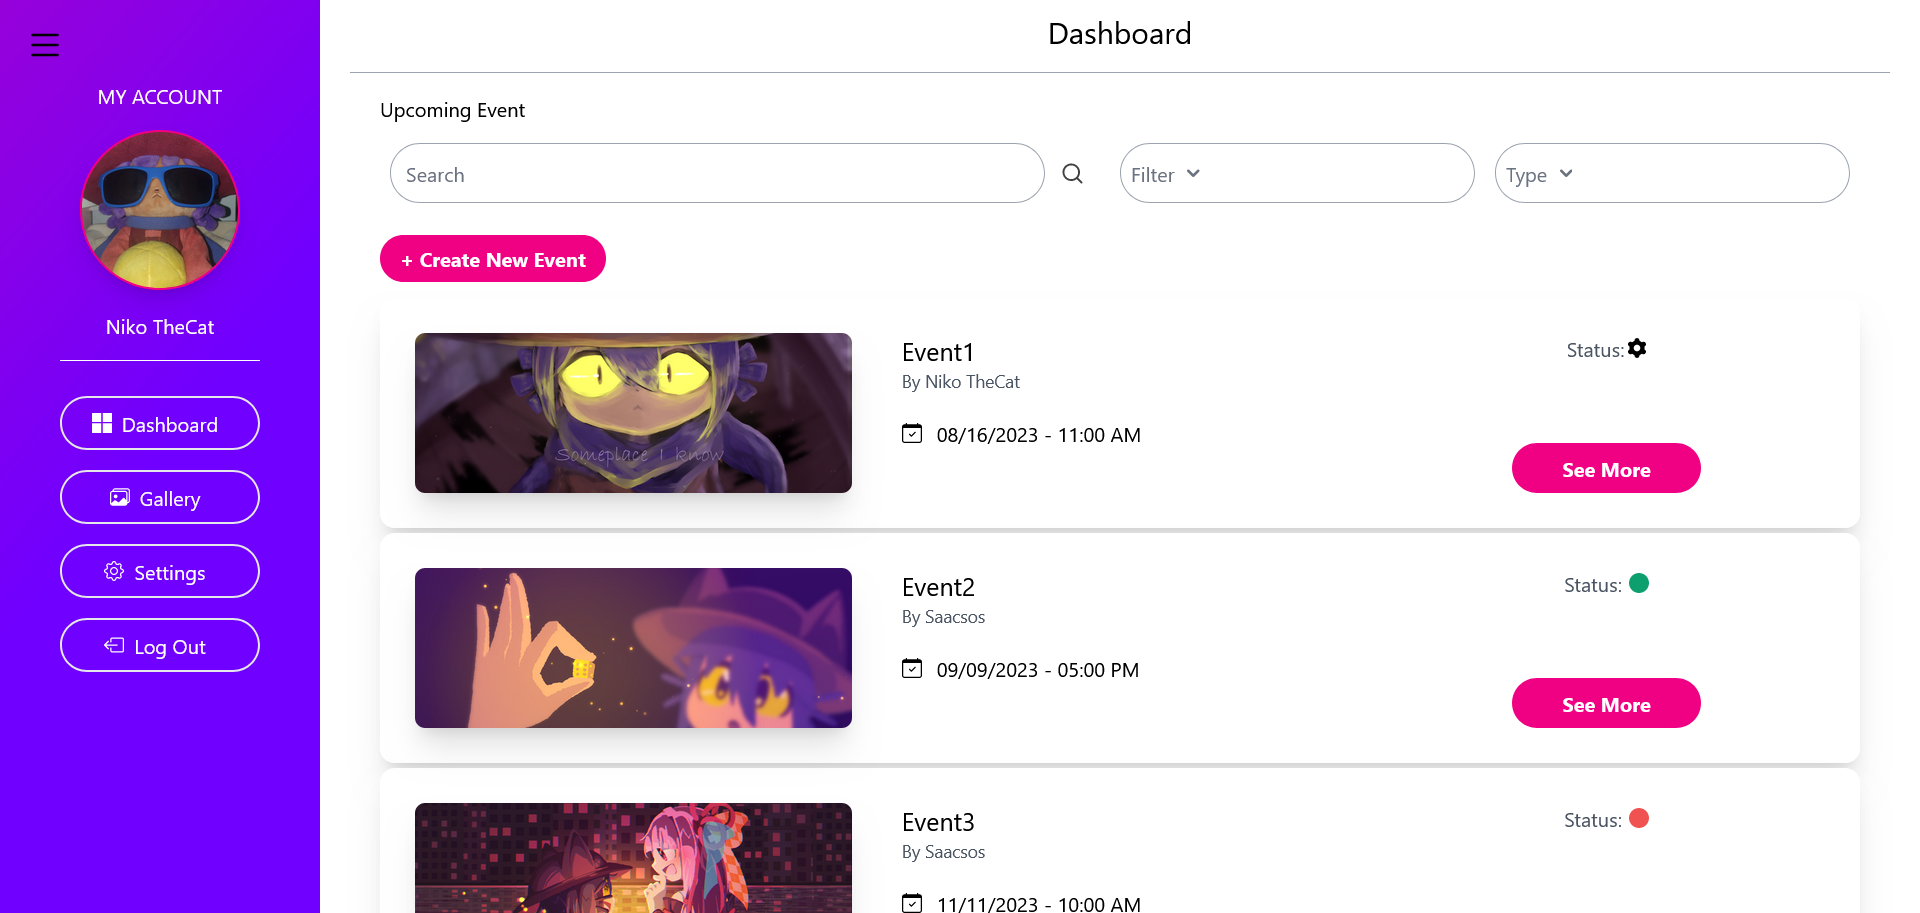 Dashboard
MY ACCOUNT
Niko TheCat
Dashboard
Gallery
Settings
Log Out
Upcoming Event
Search
Filter
Type
+ Create New Event
Someplace I know
Event1
By Niko TheCat
08/16/2023 - 11:00 AM
Status:
See More
Event2
By Saacsos
09/09/2023 - 05:00 PM
Status:
See More
Event3
By Saacsos
11/11/2023 - 10:00 AM
Status: